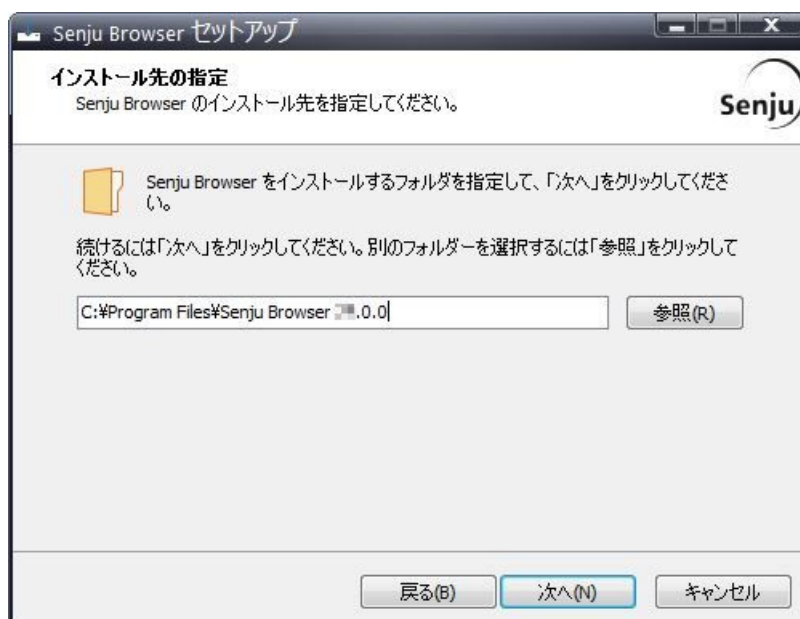 Senju Browser セットアップ
インストール先の指定
Senju Browser のインストール先を指定してください。
Senju
Senju Browser をインストールするフォルダを指定して、「次へ」をクリックしてくださ
い。
続けるには「次へ」をクリックしてください。別のフォルダーを選択するには「参照」をクリックして
ください。
C:¥Program Files¥Senju Browser .0.0
参照(R)
戻る(B)
次へ(N)
キャンセル